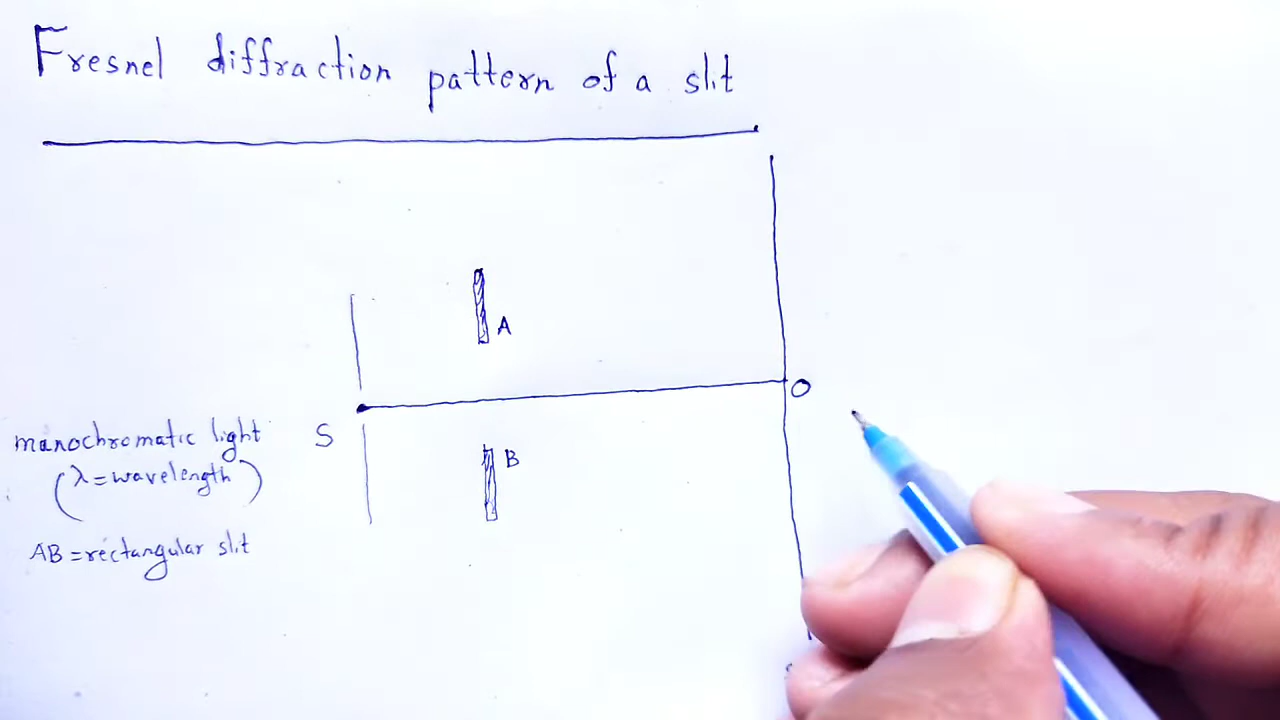 Fresnel diffraction pattern of a slit
A
O
S
manochromatic light
(λ=wavelength)
B
AB=rectangular slit